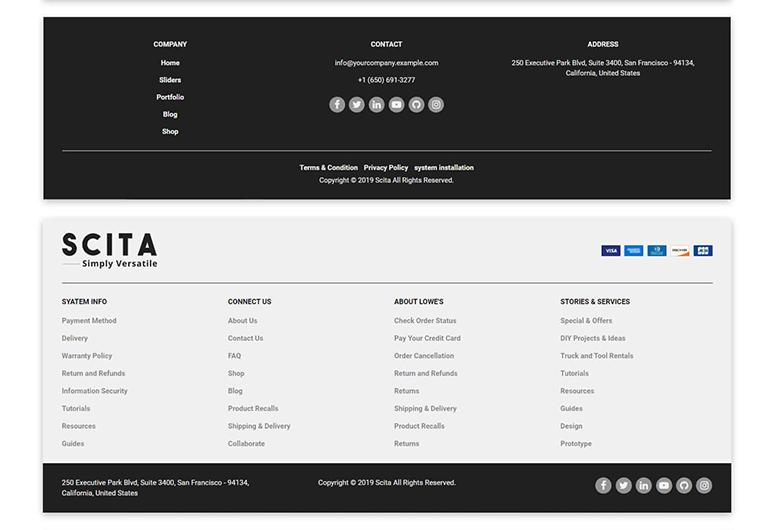 COMPANY
Home
Sliders
Portfolio
Blog
Shop
CONTACT
info@yourcompany.example.com
+1 (650) 691-3277
ADDRESS
250 Executive Park Blvd, Suite 3400, San Francisco - 94134,
California, United States
Terms & Condition Privacy Policy system installation
Copyright © 2019 Scita All Rights Reserved.
SCITA
Simply Versatile
VISA
SYATEM INFO
Payment Method
Delivery
Warranty Policy
Return and Refunds
Information Security
Tutorials
Resources
Guides
CONNECT US
About Us
Contact Us
FAQ
Shop
Blog
Product Recalls
Shipping & Delivery
Collaborate
ABOUT LOWE'S
Check Order Status
Pay Your Credit Card
Order Cancellation
Return and Refunds
Returns
Shipping & Delivery
Product Recalls
Returns
STORIES & SERVICES
Special & Offers
DIY Projects & Ideas
Truck and Tool Rentals
Tutorials
Resources
Guides
Design
Prototype
250 Executive Park Blvd, Suite 3400, San Francisco - 94134,
California, United States
Copyright © 2019 Scita All Rights Reserved.